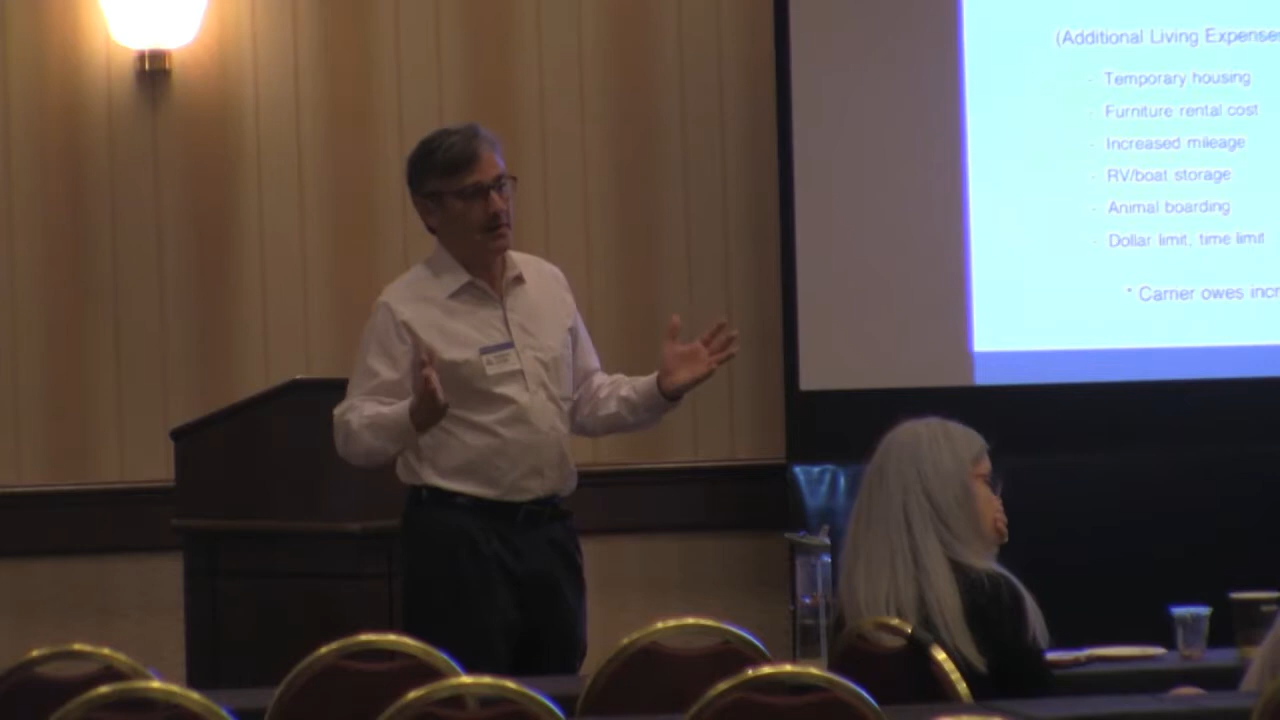 (Additional Living Expense
- Temporary housing
- Furniture rental cost
- Increased mileage
- RV/boat storage
- Animal boarding
- Dollar limit, time limit
* Carrier owes incr